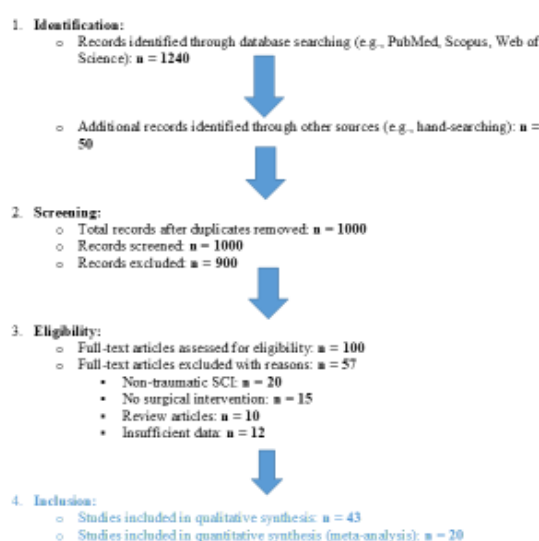 1. Identification:
o Records identified through database searching (e.g., PubMed, Scopus, Web of
Science): n = 1240
o Additional records identified through other sources (e.g., hand-searching): n =
50
2. Screening:
o Total records after duplicates removed: n = 1000
o Records screened: n = 1000
o Records excluded: n = 900
3. Eligibility:
o Full-text articles assessed for eligibility: n = 100
o Full-text articles excluded with reasons: n = 57
▪ Non-traumatic SCI: n = 20
▪ No surgical intervention: n = 15
▪ Review articles: n = 10
▪ Insufficient data: n = 12
4. Inclusion:
o Studies included in qualitative synthesis: n = 43
o Studies included in quantitative synthesis (meta-analysis): n = 20